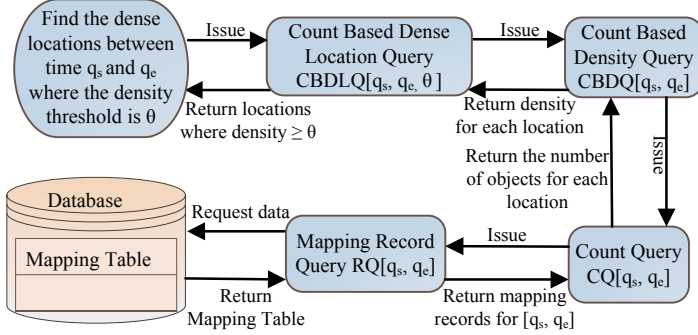 Find the dense
locations between
time qs and qe
where the density
threshold is θ
Issue
Count Based Dense
Location Query
CBDLQ[qs, qe, θ ]
Issue
Count Based
Density Query
CBDQ[qs, qe]
Return locations
where density ≥ θ
Return density
for each location
Return the number
of objects for each
location
Issue
Database
Mapping Table
Request data
Return
Mapping Table
Mapping Record
Query RQ[qs, qe]
Issue
Return mapping
records for [qs, qe]
Count Query
CQ[qs, qe]